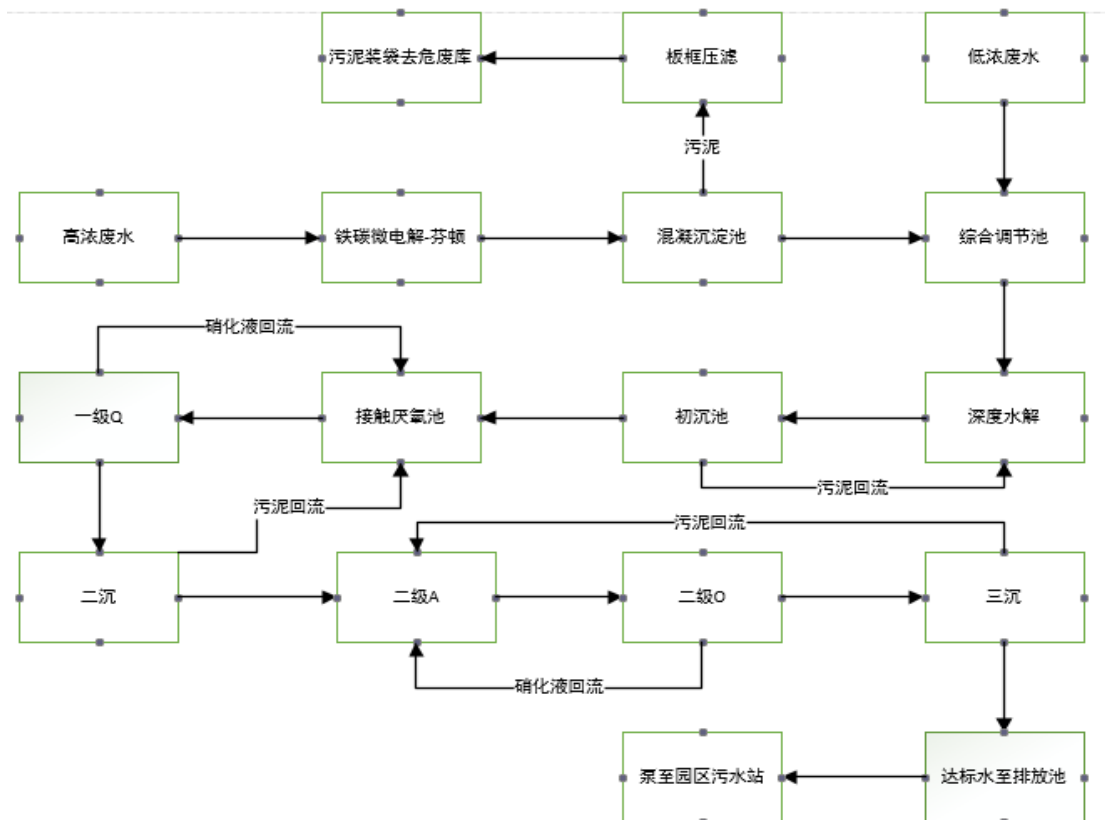 污泥装袋去危废库
板框压滤
低浓废水
污泥
高浓废水
铁碳微电解-芬顿
混凝沉淀池
综合调节池
硝化液回流
一级Q
接触厌氧池
初沉池
深度水解
污泥回流
污泥回流
污泥回流
二沉
二级A
二级O
三沉
硝化液回流
泵至园区污水站
达标水至排放池